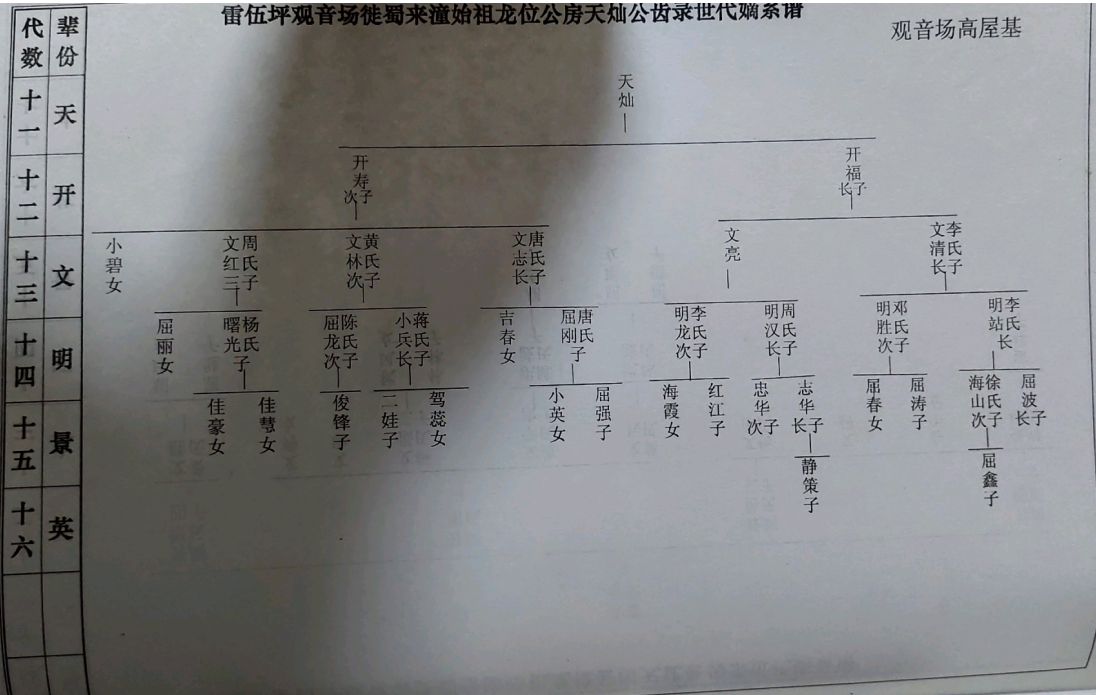 雷伍坪观音场徙蜀来潼始祖龙位公房天灿公齿录世代嫡系谱
观音场高屋基
代数 辈份
十一 天
十二 开
十三 文
十四 明
十五 景
十六 英
天灿
开寿次子
开福长子
小碧女
文红三周氏子
文林次黄氏子
文志长唐氏子
文亮
文清长李氏子
屈丽女
曙光子杨氏
屈龙次陈氏子
小兵长蒋氏子
吉春女
屈刚子唐氏
明龙次李氏子
明汉长周氏子
明胜次邓氏子
明站长李氏
佳豪女
佳慧女
俊锋子
二娃子
驾蕊女
小英女
屈强子
海霞女
红江子
忠华次子
志华长子
屈春女
屈涛子
海山次徐氏子
屈波长子
静策子
屈鑫子